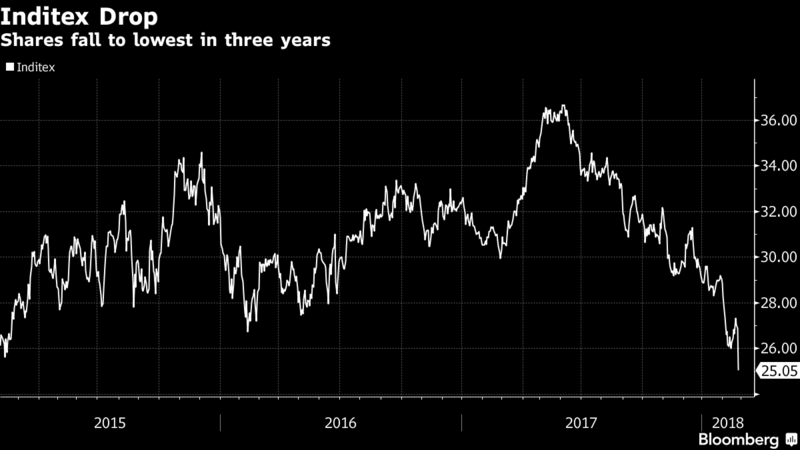 Inditex Drop
Shares fall to lowest in three years
Inditex
36.00
34.00
32.00
30.00
28.00
26.00
25.05
2015 2016 2017 2018
Bloomberg